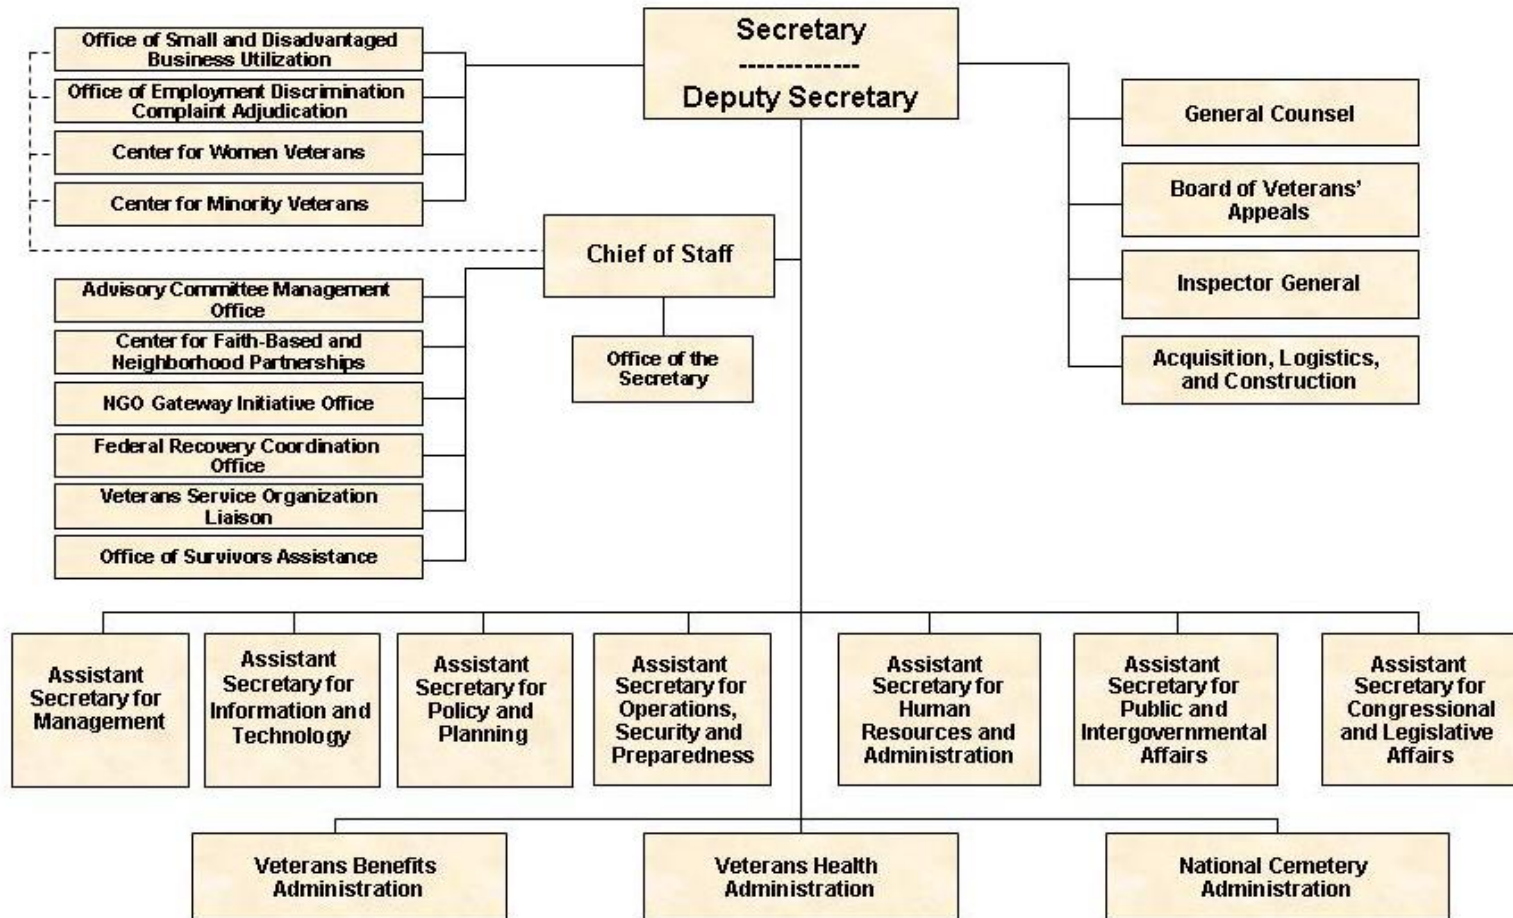 Secretary
-------------
Deputy Secretary
Office of Small and Disadvantaged
Business Utilization
Office of Employment Discrimination
Complaint Adjudication
Center for Women Veterans
Center for Minority Veterans
General Counsel
Board of Veterans'
Appeals
Inspector General
Acquisition, Logistics,
and Construction
Chief of Staff
Office of the
Secretary
Advisory Committee Management
Office
Center for Faith-Based and
Neighborhood Partnerships
NGO Gateway Initiative Office
Federal Recovery Coordination
Office
Veterans Service Organization
Liaison
Office of Survivors Assistance
Assistant
Secretary for
Management
Assistant
Secretary for
Information and
Technology
Assistant
Secretary for
Policy and
Planning
Assistant
Secretary for
Operations,
Security and
Preparedness
Assistant
Secretary for
Human
Resources and
Administration
Assistant
Secretary for
Public and
Intergovernmental
Affairs
Assistant
Secretary for
Congressional
and Legislative
Affairs
Veterans Benefits
Administration
Veterans Health
Administration
National Cemetery
Administration